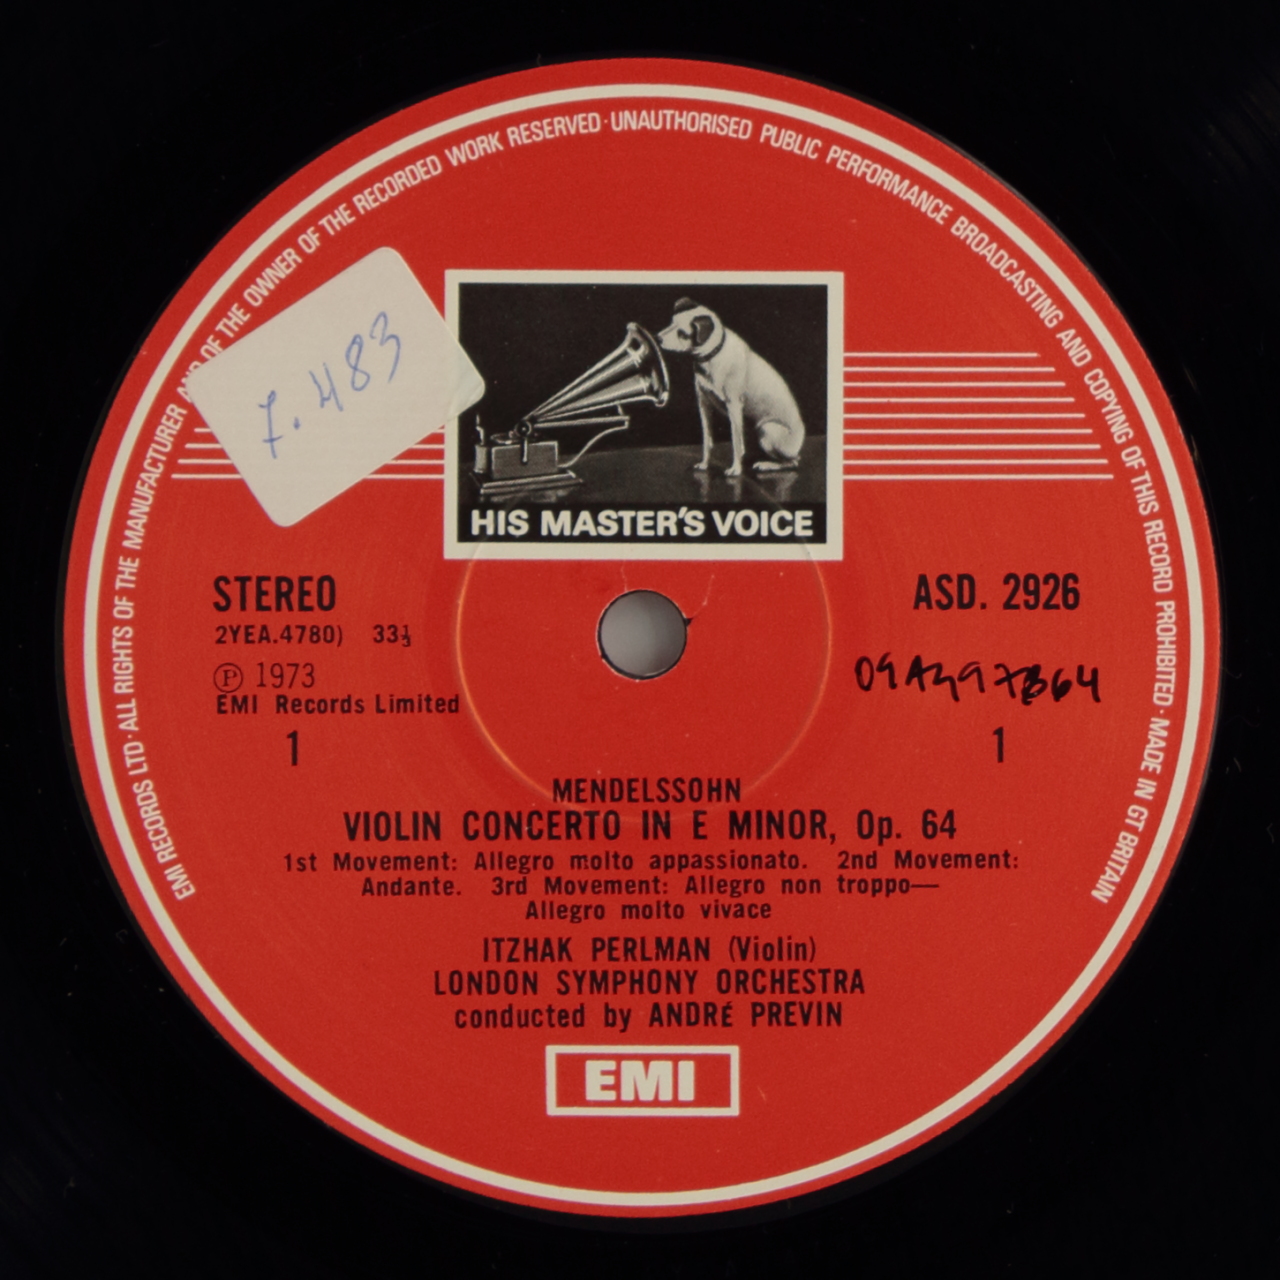 EMI RECORDS LTD · ALL RIGHTS OF THE MANUFACTURER AND OF THE OWNER OF THE RECORDED WORK RESERVED · UNAUTHORISED PUBLIC PERFORMANCE BROADCASTING AND COPYING OF THIS RECORD PROHIBITED · MADE IN GT BRITAIN
7.483
HIS MASTER'S VOICE
STEREO
ASD. 2926
2YEA.4780) 33⅓
Ⓟ 1973
EMI Records Limited
1
1
MENDELSSOHN
VIOLIN CONCERTO IN E MINOR, Op. 64
1st Movement: Allegro molto appassionato. 2nd Movement:
Andante. 3rd Movement: Allegro non troppo—
Allegro molto vivace
ITZHAK PERLMAN (Violin)
LONDON SYMPHONY ORCHESTRA
conducted by ANDRÉ PREVIN
EMI